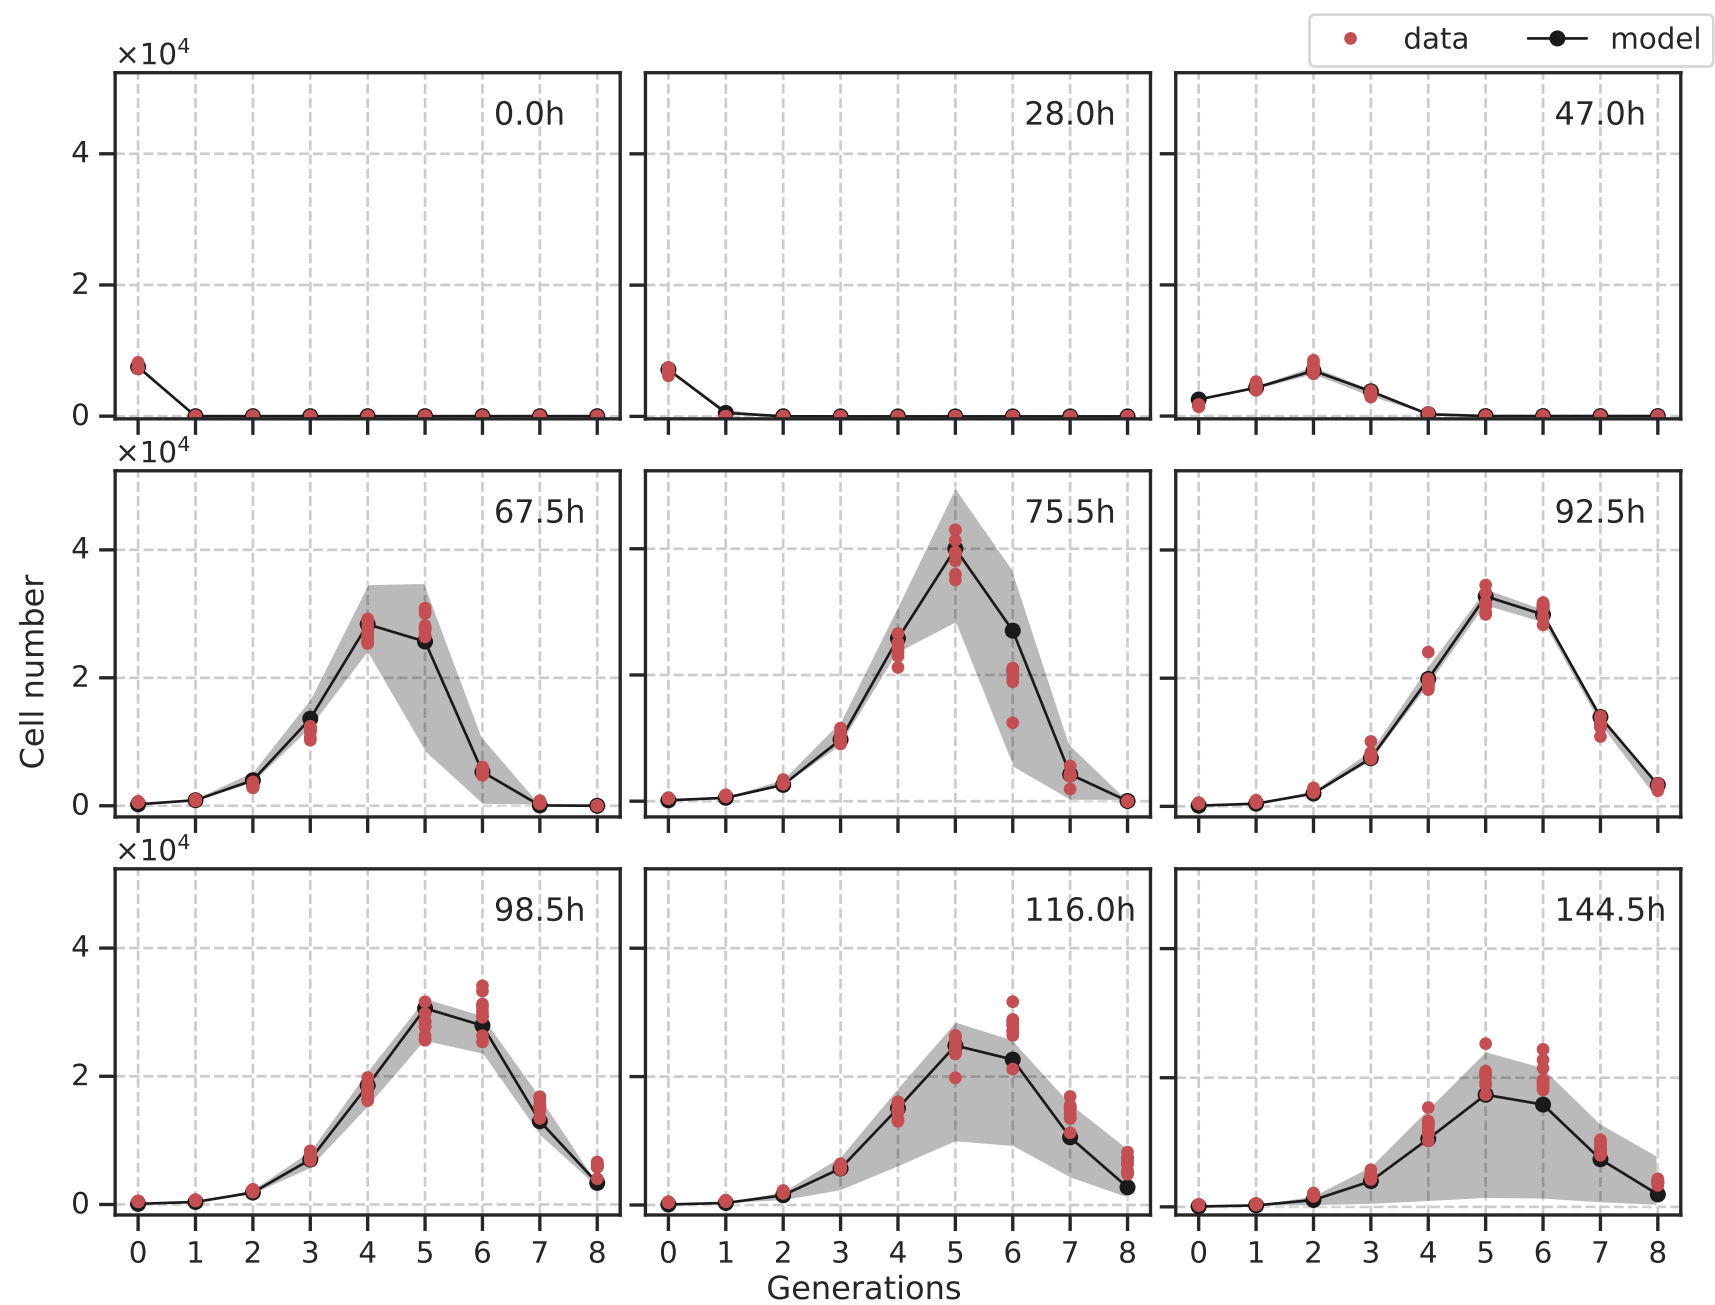 data model
×10⁴
0.0h 28.0h 47.0h
4
2
0
×10⁴
67.5h 75.5h 92.5h
4
2
0
Cell number
×10⁴
98.5h 116.0h 144.5h
4
2
0
0 1 2 3 4 5 6 7 8 0 1 2 3 4 5 6 7 8 0 1 2 3 4 5 6 7 8
Generations